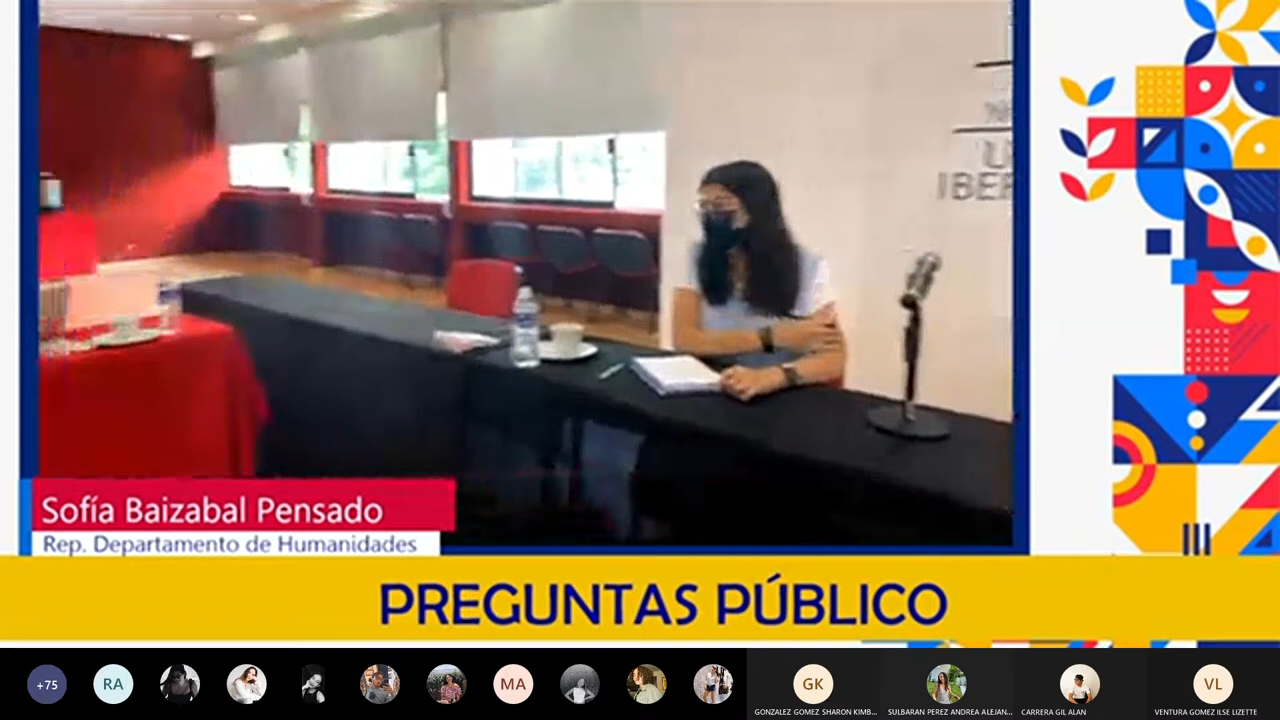 IBER
Sofía Baizabal Pensado
Rep. Departamento de Humanidades
PREGUNTAS PÚBLICO
+75
RA
MA
GK
VL
GONZALEZ GOMEZ SHARON KIMB...
SULBARAN PEREZ ANDREA ALEJAN...
CARRERA GIL ALAN
VENTURA GOMEZ ILSE LIZETTE